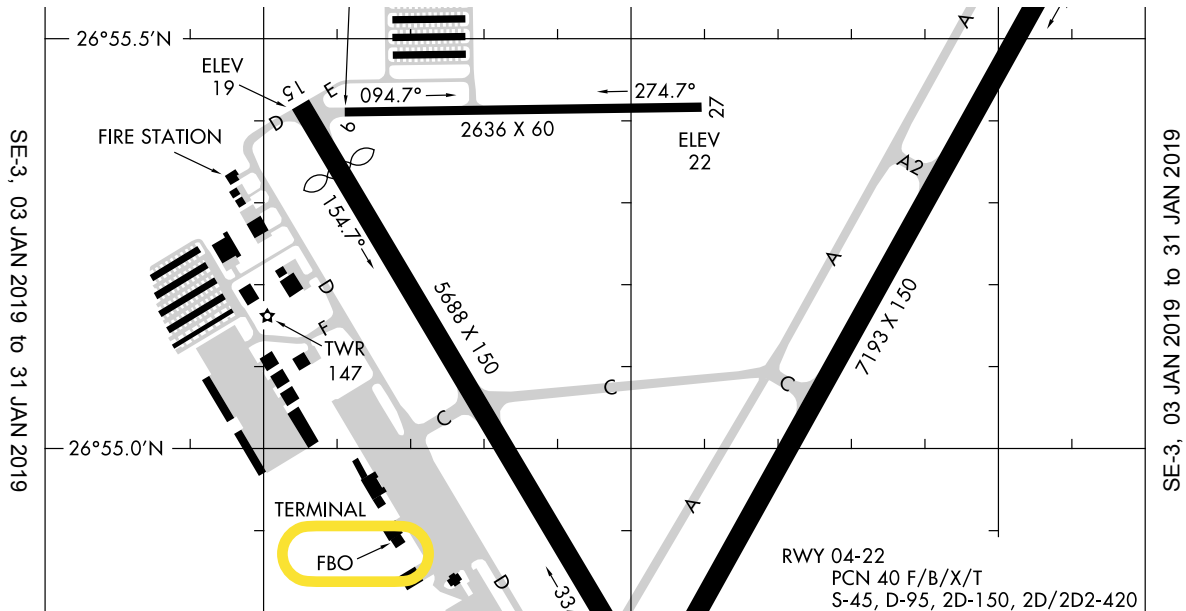 26°55.5'N
ELEV
19
15
E
D
094.7°
274.7°
9
27
2636 X 60
ELEV
22
FIRE STATION
A
A2
154.7°
A
D
F
5688 X 150
7193 X 150
TWR
147
C
C
C
26°55.0'N
A
TERMINAL
FBO
D
33
RWY 04-22
PCN 40 F/B/X/T
S-45, D-95, 2D-150, 2D/2D2-420
SE-3, 03 JAN 2019 to 31 JAN 2019
SE-3, 03 JAN 2019 to 31 JAN 2019